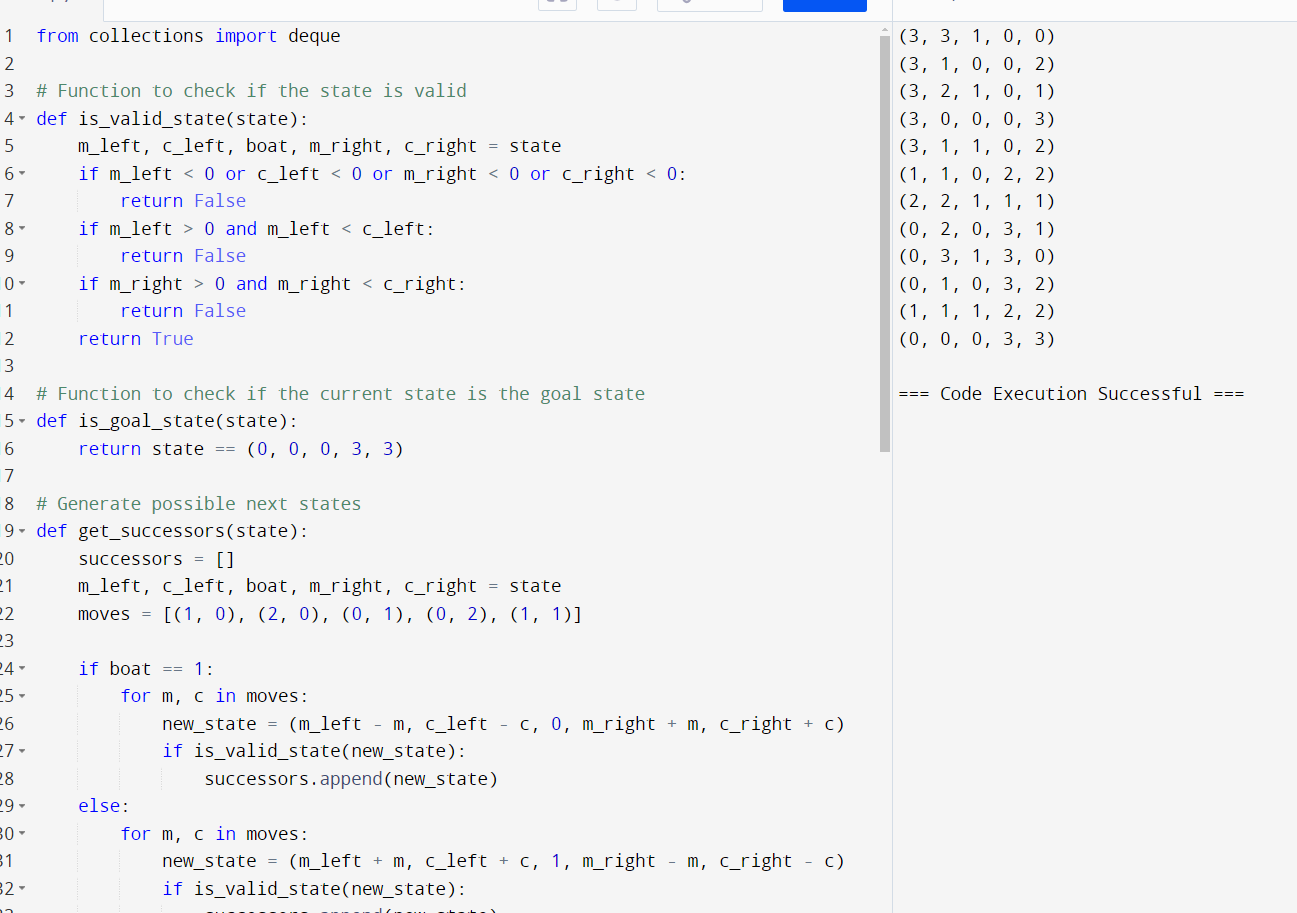 1 from collections import deque
2
3 # Function to check if the state is valid
4 def is_valid_state(state):
5     m_left, c_left, boat, m_right, c_right = state
6     if m_left < 0 or c_left < 0 or m_right < 0 or c_right < 0:
7         return False
8     if m_left > 0 and m_left < c_left:
9         return False
0     if m_right > 0 and m_right < c_right:
1         return False
2     return True
3
4 # Function to check if the current state is the goal state
5 def is_goal_state(state):
6     return state == (0, 0, 0, 3, 3)
7
8 # Generate possible next states
9 def get_successors(state):
20     successors = []
21     m_left, c_left, boat, m_right, c_right = state
22     moves = [(1, 0), (2, 0), (0, 1), (0, 2), (1, 1)]
23
24     if boat == 1:
25         for m, c in moves:
26             new_state = (m_left - m, c_left - c, 0, m_right + m, c_right + c)
27             if is_valid_state(new_state):
28                 successors.append(new_state)
29     else:
30         for m, c in moves:
31             new_state = (m_left + m, c_left + c, 1, m_right - m, c_right - c)
32             if is_valid_state(new_state):
(3, 3, 1, 0, 0)
(3, 1, 0, 0, 2)
(3, 2, 1, 0, 1)
(3, 0, 0, 0, 3)
(3, 1, 1, 0, 2)
(1, 1, 0, 2, 2)
(2, 2, 1, 1, 1)
(0, 2, 0, 3, 1)
(0, 3, 1, 3, 0)
(0, 1, 0, 3, 2)
(1, 1, 1, 2, 2)
(0, 0, 0, 3, 3)
=== Code Execution Successful ===